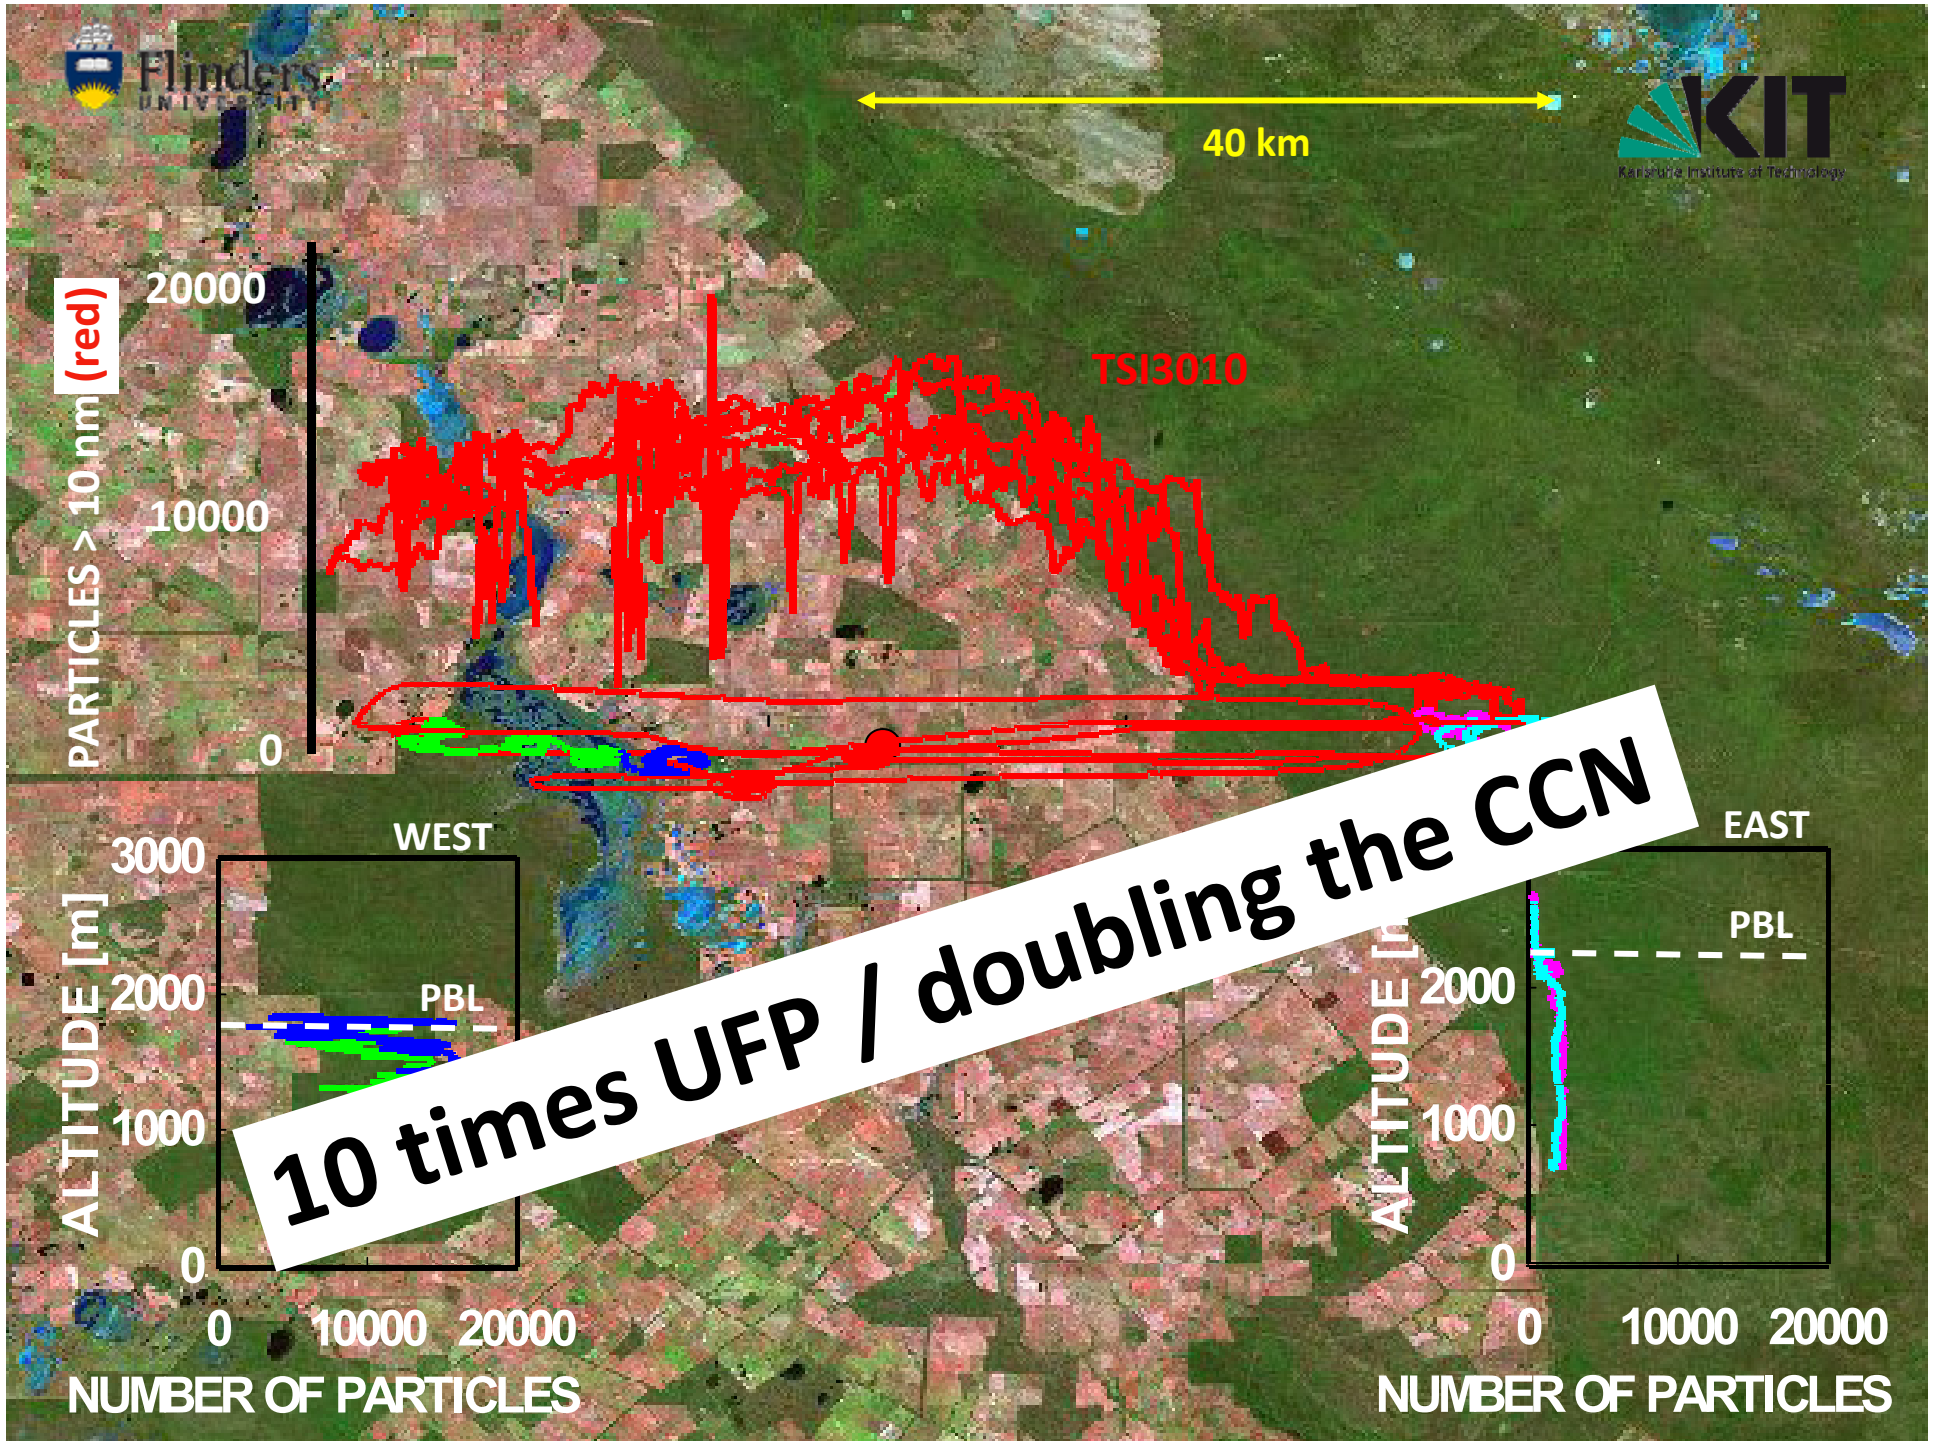 Flinders
UNIVERSITY
KIT
Karlsruhe Institute of Technology
40 km
PARTICLES > 10 nm (red)
20000
10000
0
TSI3010
10 times UFP / doubling the CCN
WEST
ALTITUDE [m]
3000
2000
1000
0
PBL
0 10000 20000
NUMBER OF PARTICLES
EAST
ALTITUDE
2000
1000
0
PBL
0 10000 20000
NUMBER OF PARTICLES